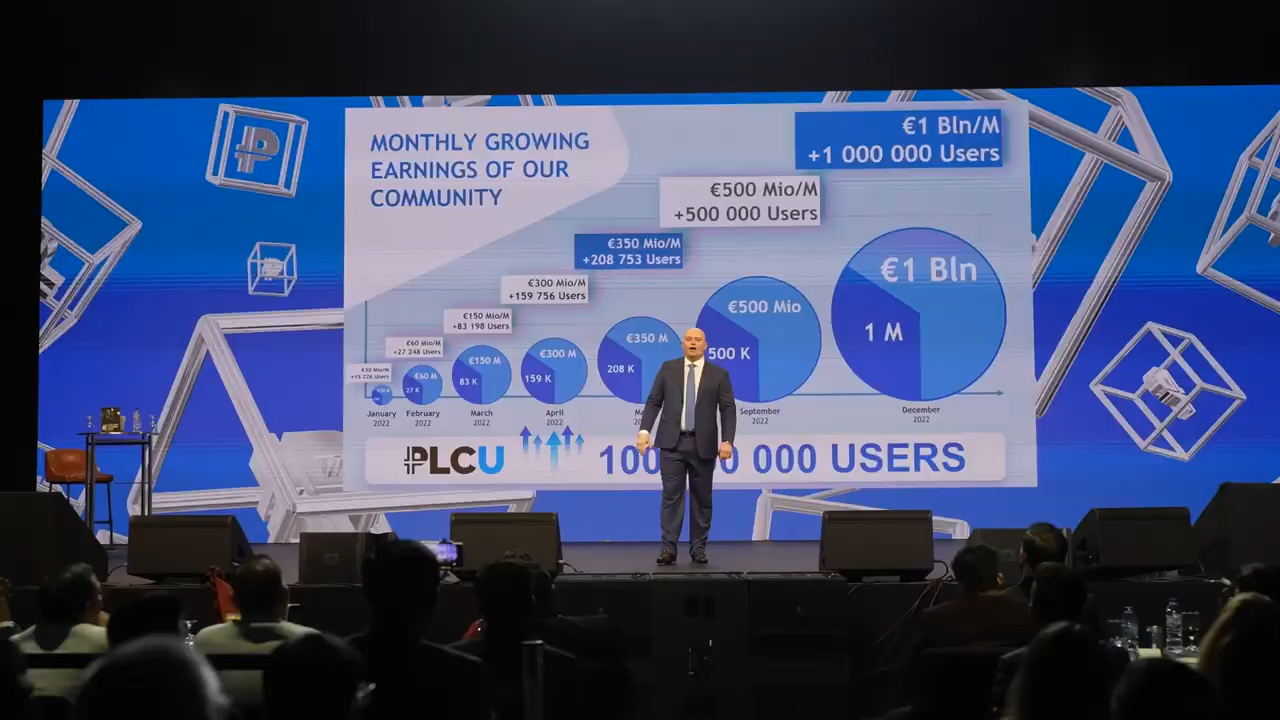 MONTHLY GROWING
EARNINGS OF OUR
COMMUNITY
€1 Bln/M
+1 000 000 Users
€500 Mio/M
+500 000 Users
€350 Mio/M
+208 753 Users
€300 Mio/M
+159 756 Users
€150 Mio/M
+83 198 Users
€60 Mio/M
+27 248 Users
€1 Bln
1 M
€500 Mio
500 K
€350 M
208 K
€300 M
159 K
€150 M
83 K
€60 M
27 K
January
2022
February
2022
March
2022
April
2022
September
2022
December
2022
PLCU
000 USERS